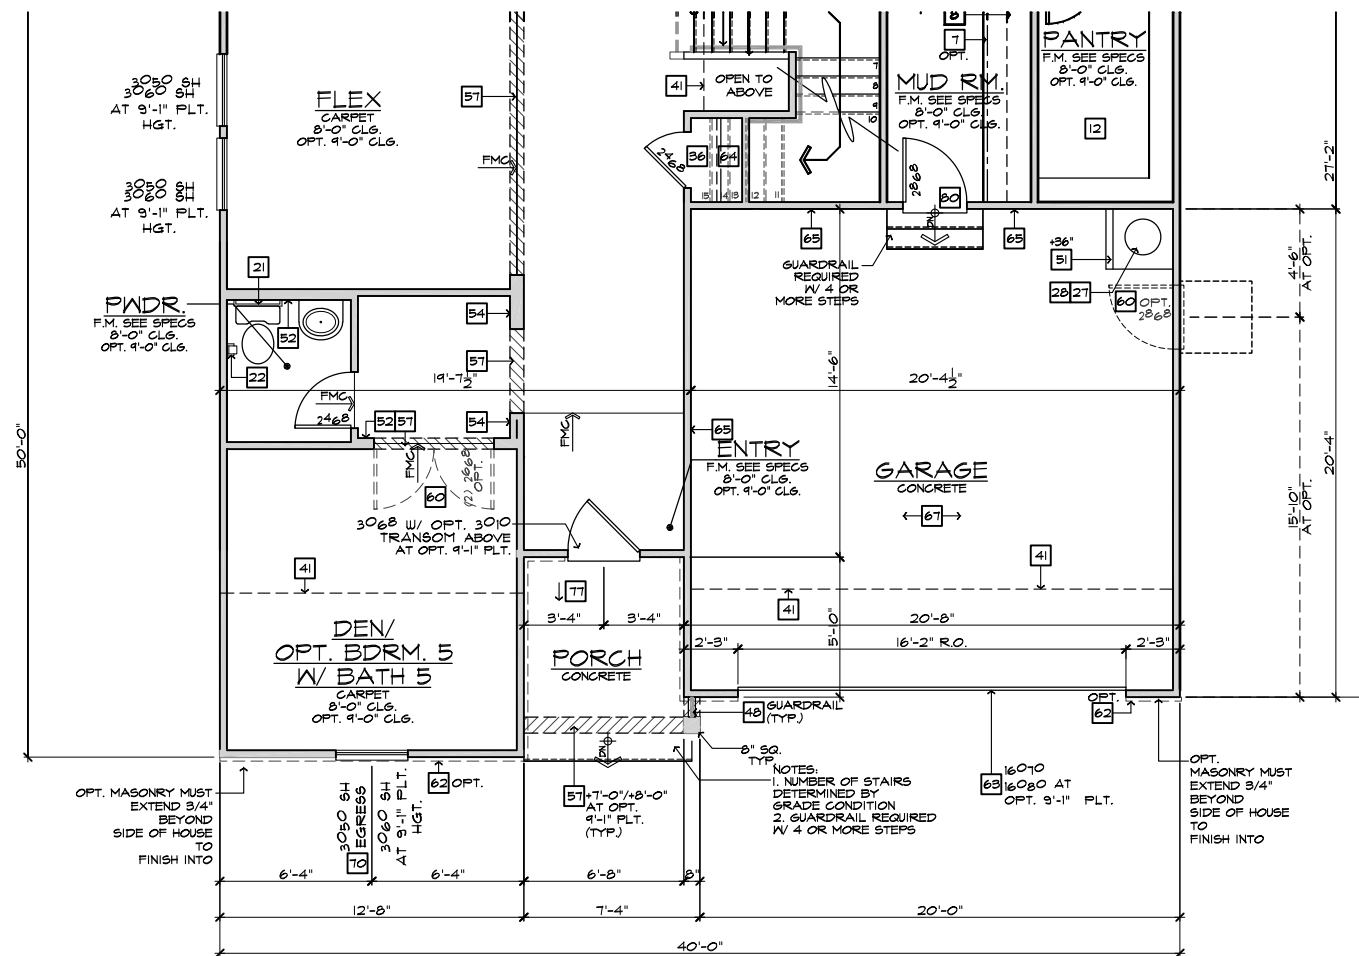 8
7
OPT.
PANTRY
F.M. SEE SPECS
8'-0" CLG.
OPT. 9'-0" CLG.
12
MUD RM.
F.M. SEE SPECS
8'-0" CLG.
OPT. 9'-0" CLG.
OPEN TO
ABOVE
41
7
8
9
10
3050 SH
3060 SH
AT 9'-1" PLT.
HGT.
FLEX
CARPET
8'-0" CLG.
OPT. 9'-0" CLG.
57
FMC
2468
36
64
15
14
13
12
11
2868
80
27'-2"
3050 SH
3060 SH
AT 9'-1" PLT.
HGT.
65
DN
65
+36"
51
28 27
60
OPT.
2868
4'-6"
AT OPT.
GUARDRAIL
REQUIRED
W/ 4 OR
MORE STEPS
21
PWDR.
F.M. SEE SPECS
8'-0" CLG.
OPT. 9'-0" CLG.
52
22
54
57
19'-7 1/2"
14'-6"
20'-4 1/2"
FMC
2468
52 57
54
FMC
FMC
65
50'-0"
ENTRY
F.M. SEE SPECS
8'-0" CLG.
OPT. 9'-0" CLG.
GARAGE
CONCRETE
67
20'-4"
15'-10"
AT OPT.
60
(2) 2668
OPT.
3068 W/ OPT. 3010
TRANSOM ABOVE
AT OPT. 9'-1" PLT.
41
41
77
41
3'-4"
3'-4"
5'-10"
20'-8"
2'-3"
16'-2" R.O.
2'-3"
DEN/
OPT. BDRM. 5
W/ BATH 5
CARPET
8'-0" CLG.
OPT. 9'-0" CLG.
PORCH
CONCRETE
48
GUARDRAIL
(TYP.)
OPT.
62
DN
8" SQ.
TYP.
NOTES:
1. NUMBER OF STAIRS
DETERMINED BY
GRADE CONDITION
2. GUARDRAIL REQUIRED
W/ 4 OR MORE STEPS
63
16070
16080 AT
OPT. 9'-1" PLT.
OPT.
MASONRY MUST
EXTEND 3/4"
BEYOND
SIDE OF HOUSE
TO
FINISH INTO
OPT. MASONRY MUST
EXTEND 3/4"
BEYOND
SIDE OF HOUSE
TO
FINISH INTO
62 OPT.
3050 SH
EGRESS
3060 SH
AT 9'-1" PLT.
HGT.
70
57
+7'-0"/+8'-0"
AT OPT.
9'-1" PLT.
(TYP.)
6'-4"
6'-4"
6'-8"
8"
12'-8"
7'-4"
20'-0"
40'-0"